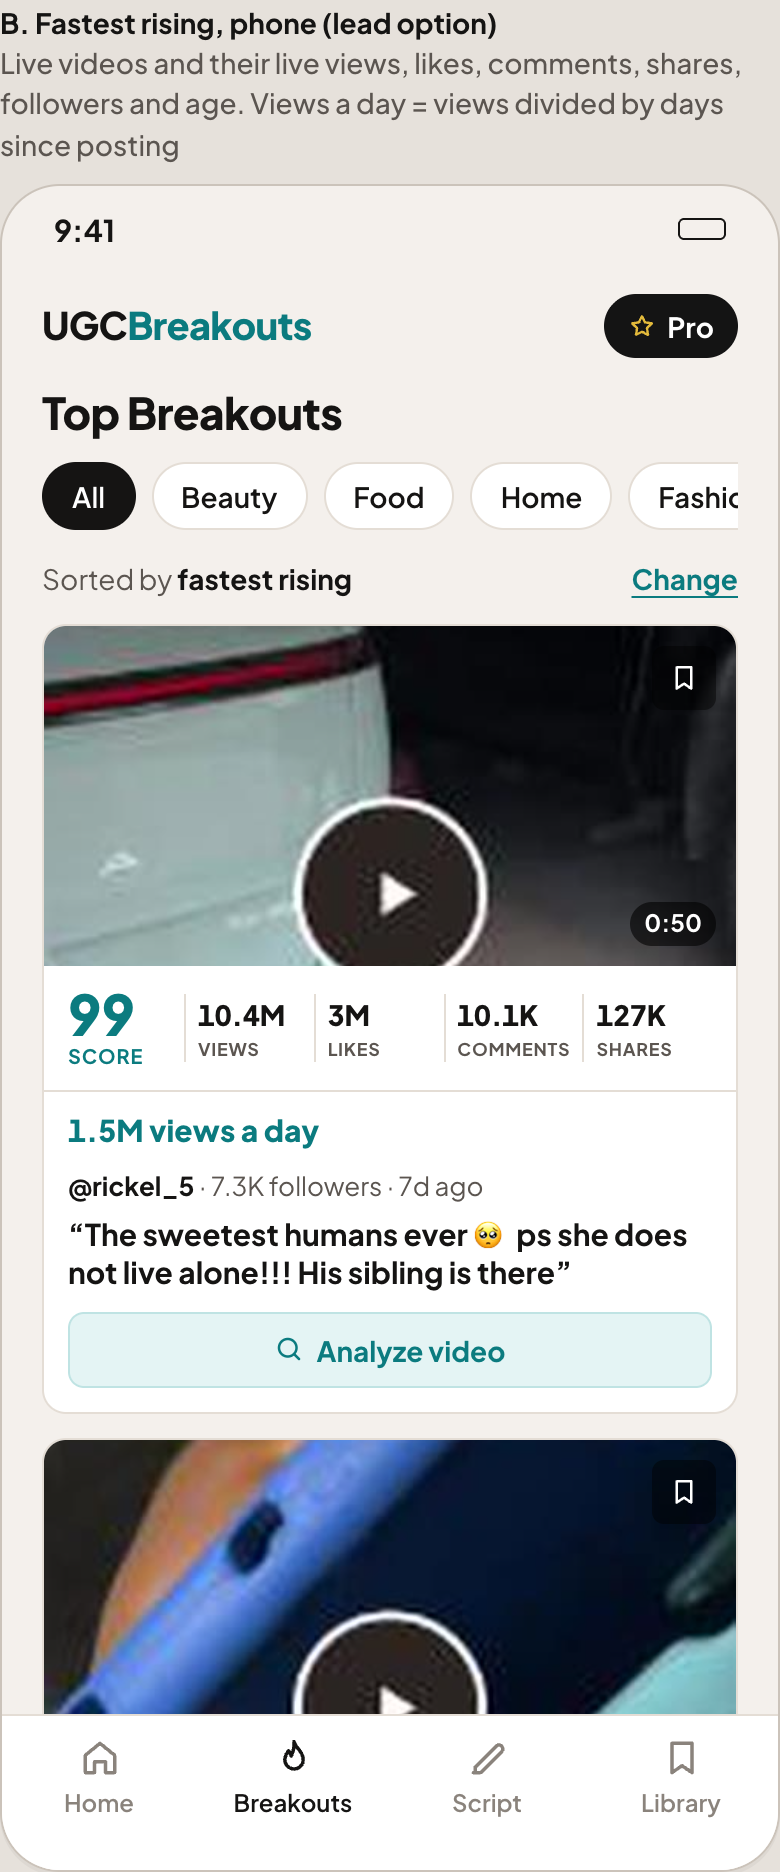 B. Fastest rising, phone (lead option)
Live videos and their live views, likes, comments, shares,
followers and age. Views a day = views divided by days
since posting
9:41
UGCBreakouts
Pro
Top Breakouts
All Beauty Food Home Fashio
Sorted by fastest rising Change
0:50
99 10.4M 3M 10.1K 127K
SCORE VIEWS LIKES COMMENTS SHARES
1.5M views a day
@rickel_5 · 7.3K followers · 7d ago
“The sweetest humans ever 🥺 ps she does
not live alone!!! His sibling is there”
Analyze video
Home Breakouts Script Library